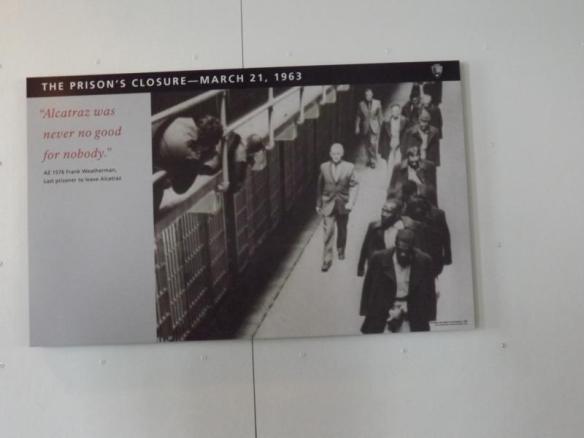 THE PRISON'S CLOSURE—MARCH 21, 1963
"Alcatraz was
never no good
for nobody."
AZ 1576 Frank Weatherman,
Last prisoner to leave Alcatraz